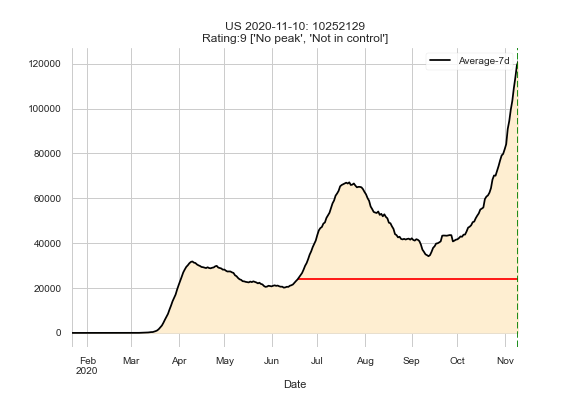 US 2020-11-10: 10252129
Rating:9 ['No peak', 'Not in control']
Average-7d
120000
100000
80000
60000
40000
20000
0
Feb Mar Apr May Jun Jul Aug Sep Oct Nov
2020
Date